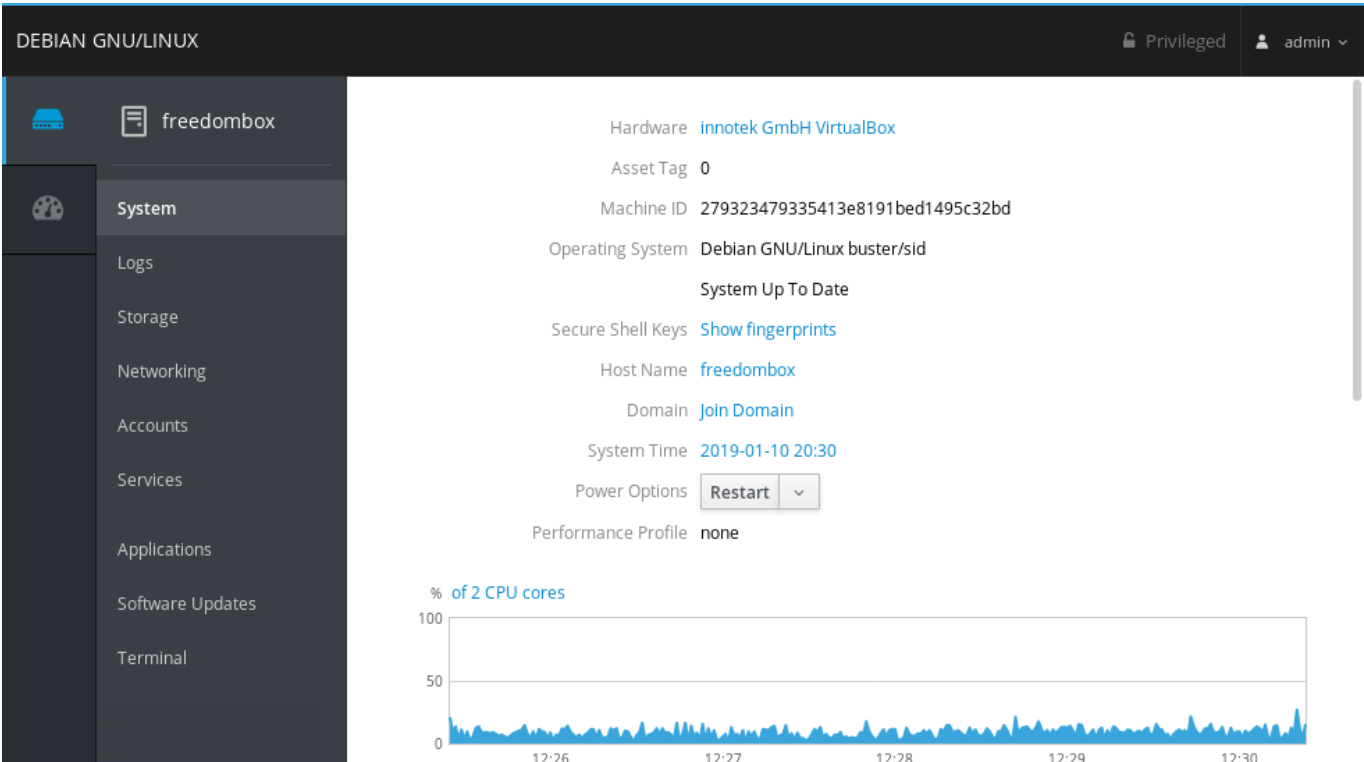 DEBIAN GNU/LINUX
Privileged
admin
freedombox
System
Logs
Storage
Networking
Accounts
Services
Applications
Software Updates
Terminal
Hardware innotek GmbH VirtualBox
Asset Tag 0
Machine ID 279323479335413e8191bed1495c32bd
Operating System Debian GNU/Linux buster/sid
System Up To Date
Secure Shell Keys Show fingerprints
Host Name freedombox
Domain Join Domain
System Time 2019-01-10 20:30
Power Options Restart
Performance Profile none
% of 2 CPU cores
100
50
0
12:26 12:27 12:28 12:29 12:30